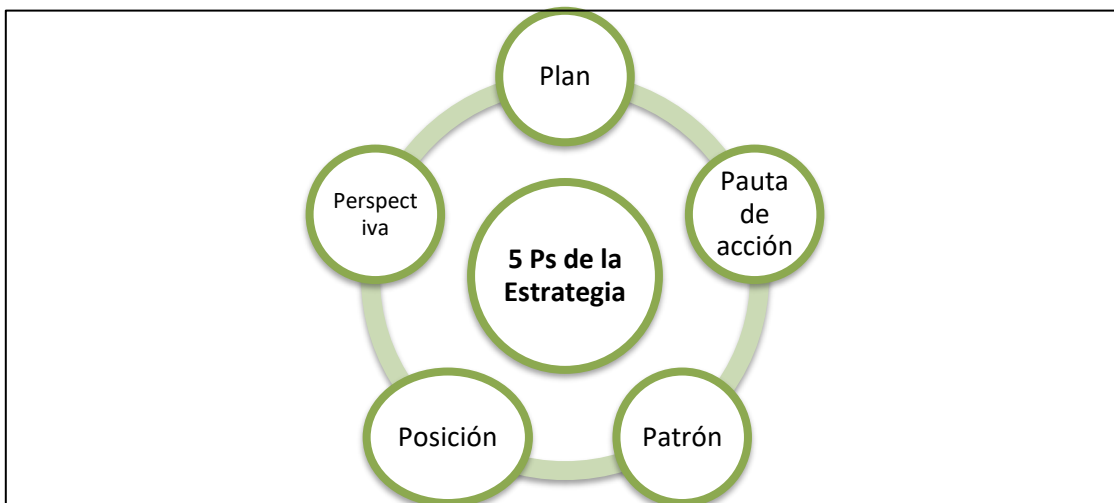 Plan
Pauta
de
acción
Patrón
Posición
Perspect
iva
5 Ps de la
Estrategia